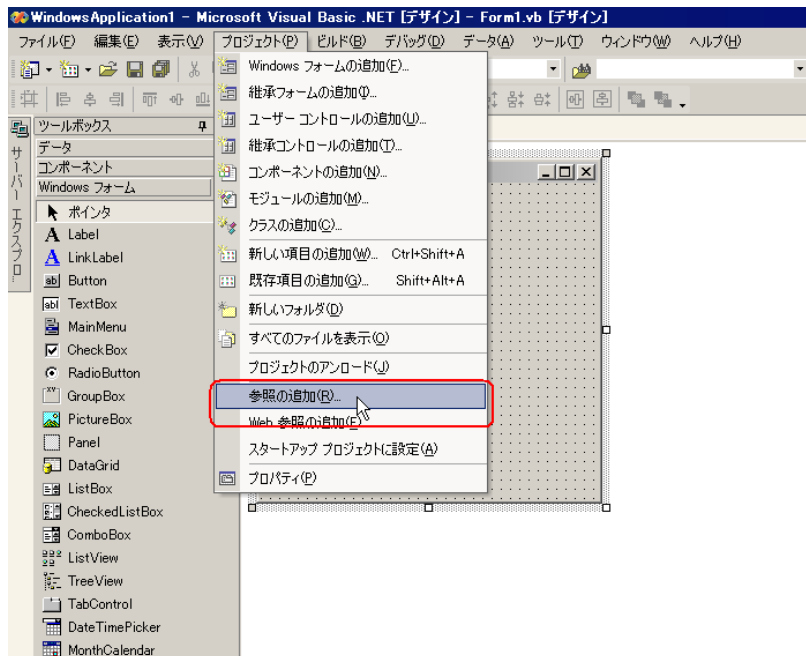 WindowsApplication1 - Microsoft Visual Basic .NET [デザイン] - Form1.vb [デザイン]
ファイル(F) 編集(E) 表示(V) プロジェクト(P) ビルド(B) デバッグ(D) データ(A) ツール(T) ウィンドウ(W) ヘルプ(H)
Windows フォームの追加(F)...
継承フォームの追加(I)...
ユーザー コントロールの追加(U)...
継承コントロールの追加(T)...
コンポーネントの追加(N)...
モジュールの追加(M)...
クラスの追加(C)...
新しい項目の追加(W)... Ctrl+Shift+A
既存項目の追加(G)... Shift+Alt+A
新しいフォルダ(D)
すべてのファイルを表示(O)
プロジェクトのアンロード(J)
参照の追加(R)...
Web 参照の追加(E)...
スタートアップ プロジェクトに設定(A)
プロパティ(P)
サーバー エクスプロ...
ツールボックス
データ
コンポーネント
Windows フォーム
ポインタ
A Label
A LinkLabel
ab Button
abl TextBox
MainMenu
CheckBox
RadioButton
XY GroupBox
PictureBox
Panel
DataGrid
ListBox
CheckedListBox
ComboBox
ListView
TreeView
TabControl
DateTimePicker
MonthCalendar